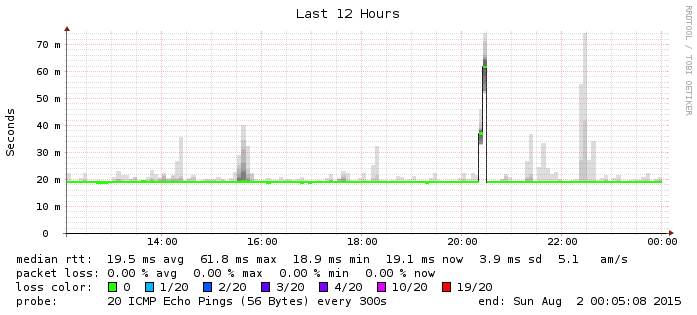 Last 12 Hours
RRDTOOL / TOBI OETIKER
Seconds
70 m
60 m
50 m
40 m
30 m
20 m
10 m
0
14:00 16:00 18:00 20:00 22:00 00:00
median rtt: 19.5 ms avg 61.8 ms max 18.9 ms min 19.1 ms now 3.9 ms sd 5.1 am/s
packet loss: 0.00 % avg 0.00 % max 0.00 % min 0.00 % now
loss color: 0 1/20 2/20 3/20 4/20 10/20 19/20
probe: 20 ICMP Echo Pings (56 Bytes) every 300s end: Sun Aug 2 00:05:08 2015